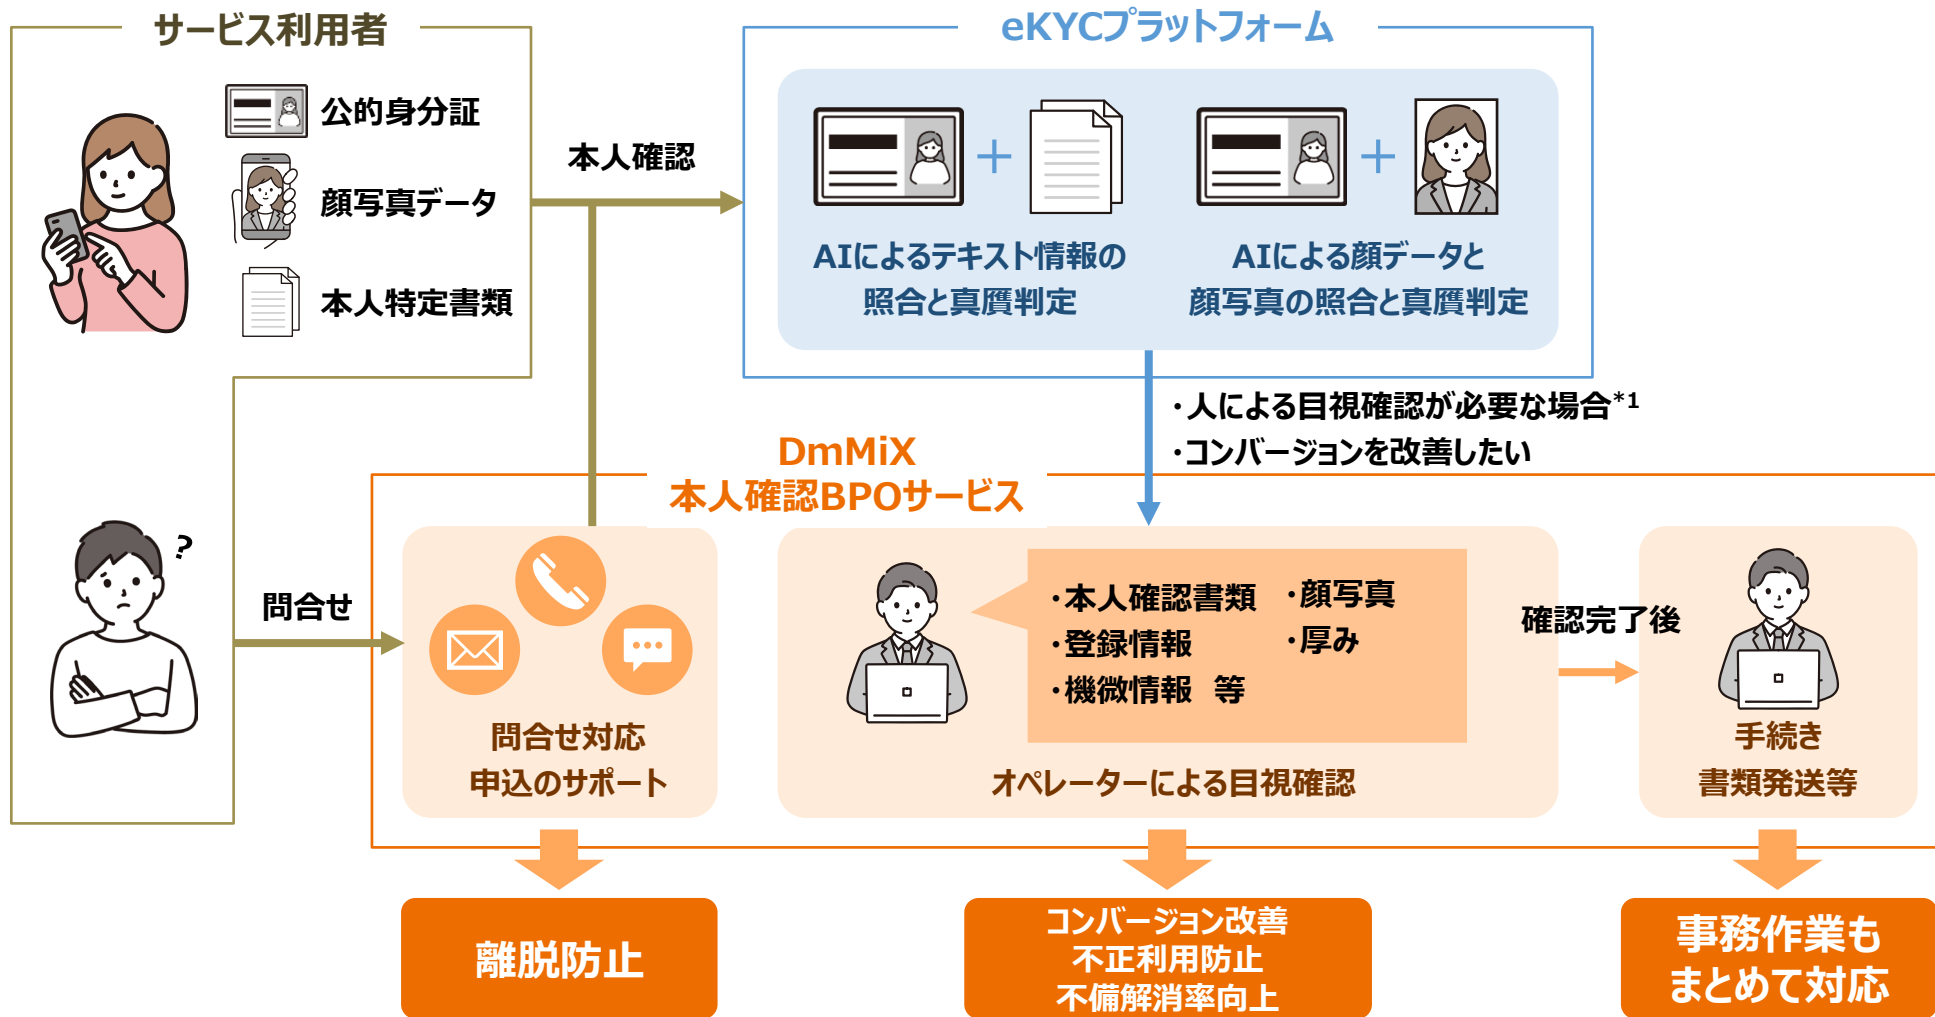 サービス利用者
公的身分証
顔写真データ
本人特定書類
本人確認
eKYCプラットフォーム
+
+
AIによるテキスト情報の
照合と真贋判定
AIによる顔データと
顔写真の照合と真贋判定
・人による目視確認が必要な場合*1
・コンバージョンを改善したい
DmMiX
本人確認BPOサービス
?
問合せ
問合せ対応
申込のサポート
・本人確認書類
・登録情報
・機微情報 等
・顔写真
・厚み
オペレーターによる目視確認
確認完了後
手続き
書類発送等
離脱防止
コンバージョン改善
不正利用防止
不備解消率向上
事務作業も
まとめて対応